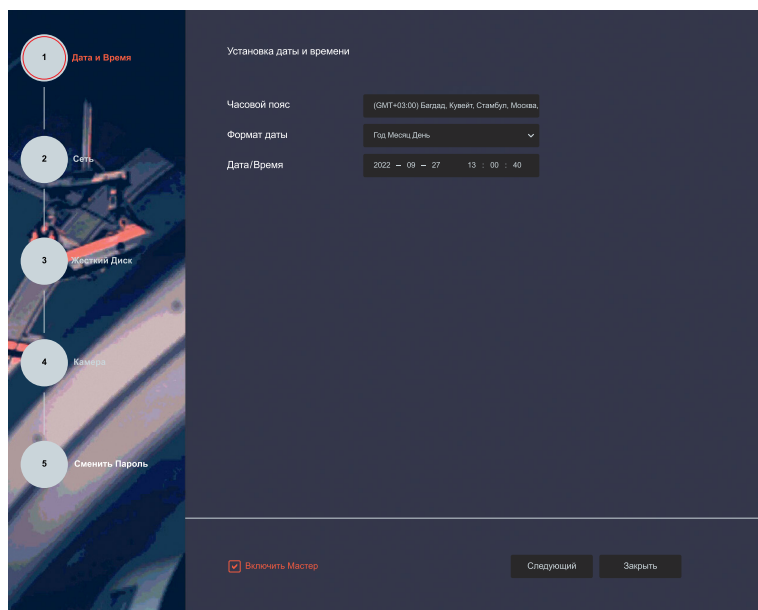 1 Дата и Время
2 Сеть
3 Жесткий Диск
4 Камера
5 Сменить Пароль
Установка даты и времени
Часовой пояс (GMT+03:00) Багдад, Кувейт, Стамбул, Москва,
Формат даты Год Месяц День
Дата/Время 2022 – 09 – 27 13 : 00 : 40
Включить Мастер Следующий Закрыть